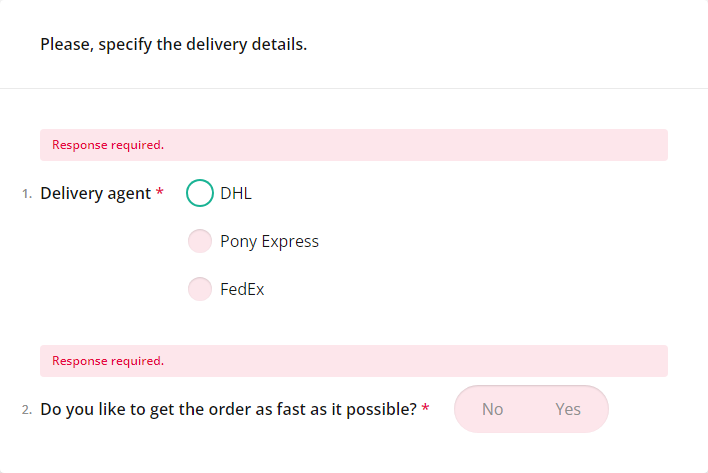 Please, specify the delivery details.
Response required.
1. Delivery agent * DHL
Pony Express
FedEx
Response required.
2. Do you like to get the order as fast as it possible? * No Yes